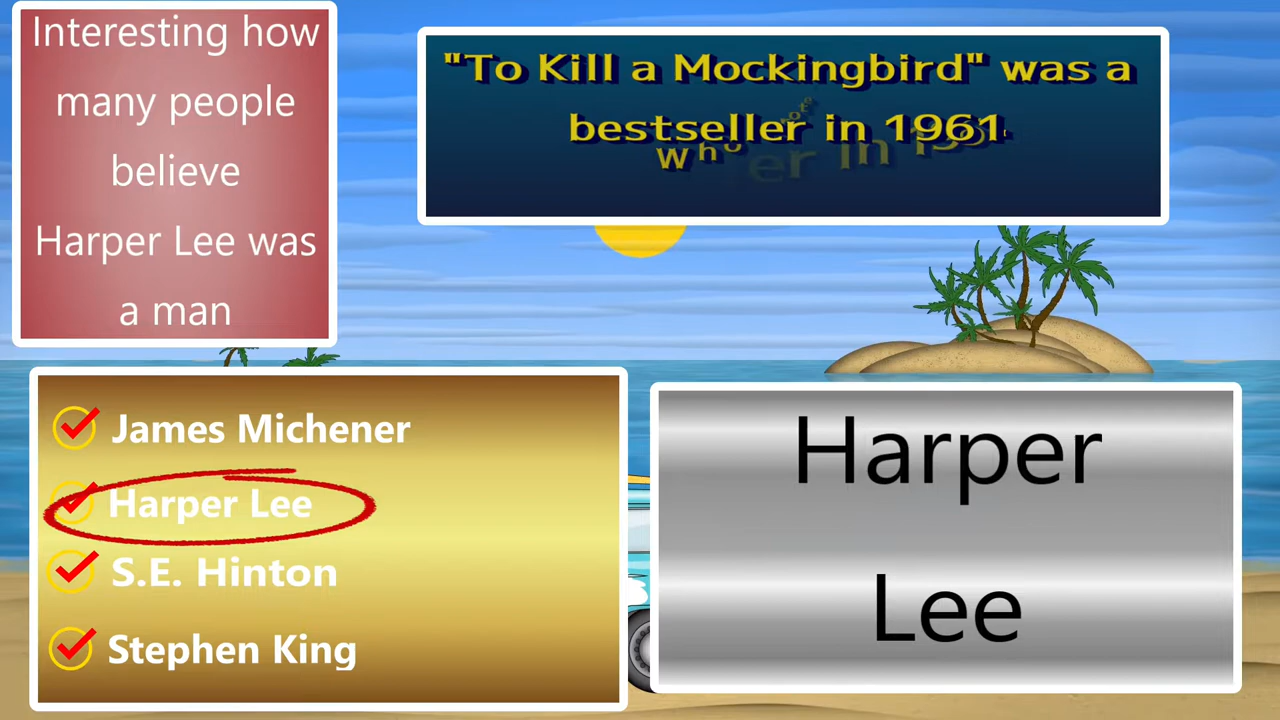 Interesting how
many people
believe
Harper Lee was
a man
"To Kill a Mockingbird" was a
bestseller in 1961.
Who
James Michener
Harper Lee
S.E. Hinton
Stephen King
Harper
Lee